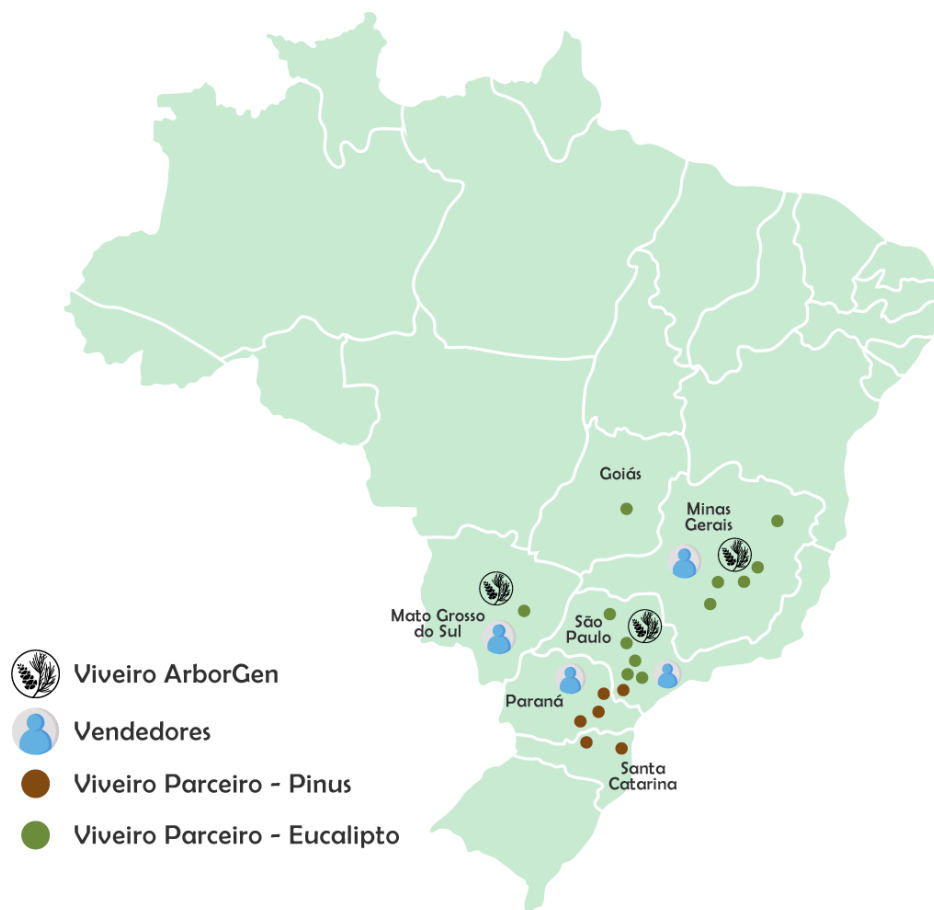 Goiás
Minas
Gerais
Mato Grosso
do Sul
São
Paulo
Paraná
Santa
Catarina
Viveiro ArborGen
Vendedores
Viveiro Parceiro - Pinus
Viveiro Parceiro - Eucalipto